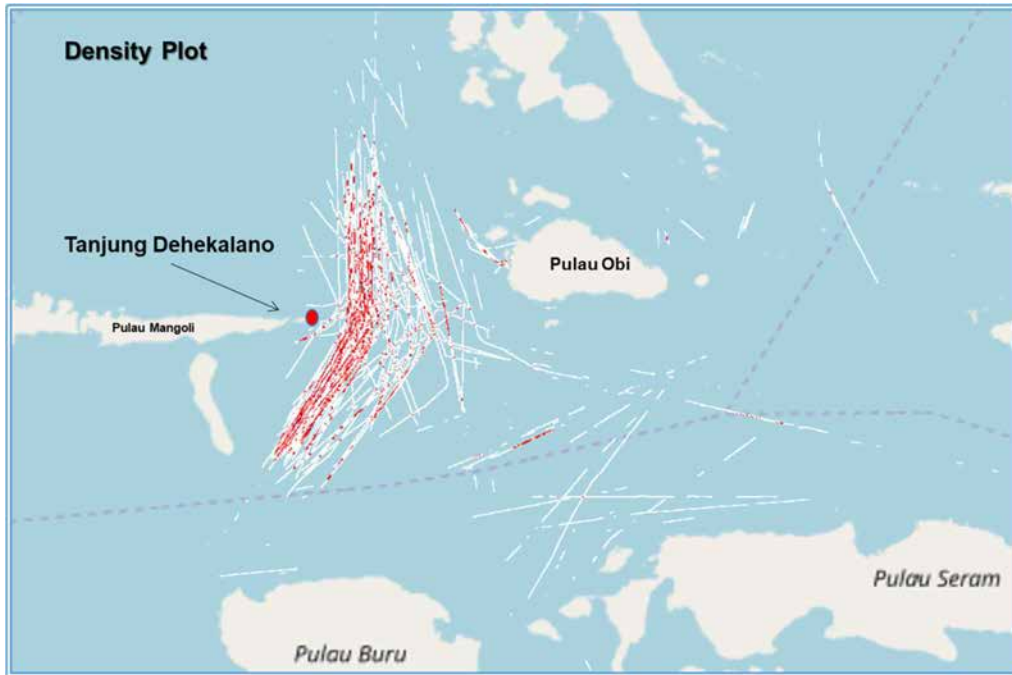 Density Plot
Tanjung Dehekalano
Pulau Obi
Pulau Mangoli
Pulau Seram
Pulau Buru